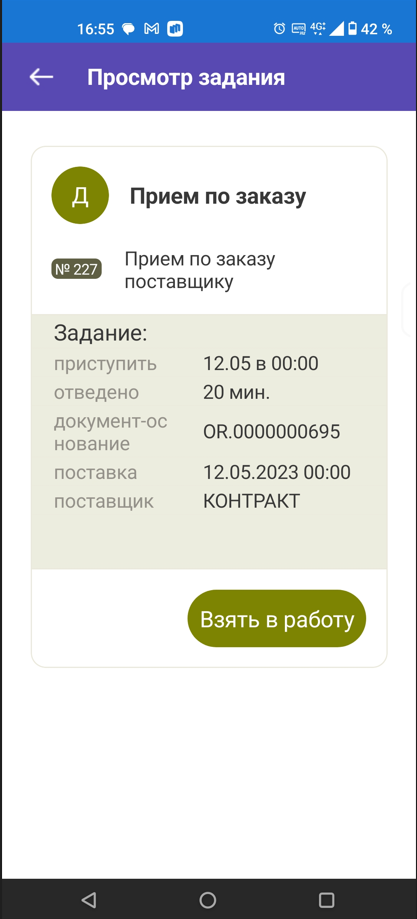 16:55 4G 42 %
Просмотр задания
Д Прием по заказу
№ 227 Прием по заказу
поставщику
Задание:
приступить 12.05 в 00:00
отведено 20 мин.
документ-ос
нование OR.0000000695
поставка 12.05.2023 00:00
поставщик КОНТРАКТ
Взять в работу